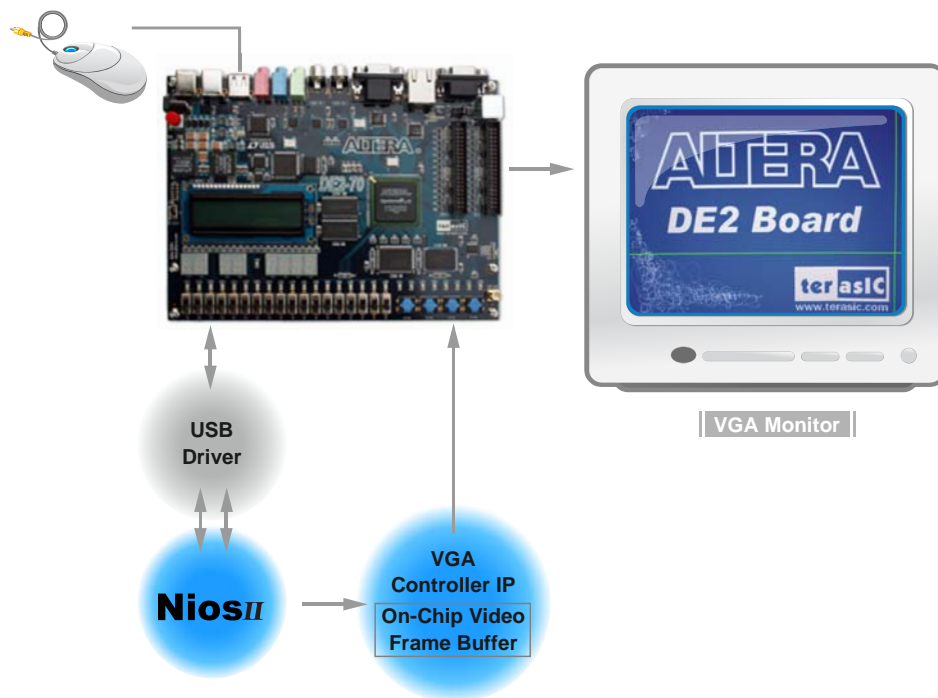 ALTERA
DE2-70
terasIC
ALTERA
DE2 Board
terasIC
www.terasic.com
VGA Monitor
USB
Driver
Nios II
VGA
Controller IP
On-Chip Video
Frame Buffer